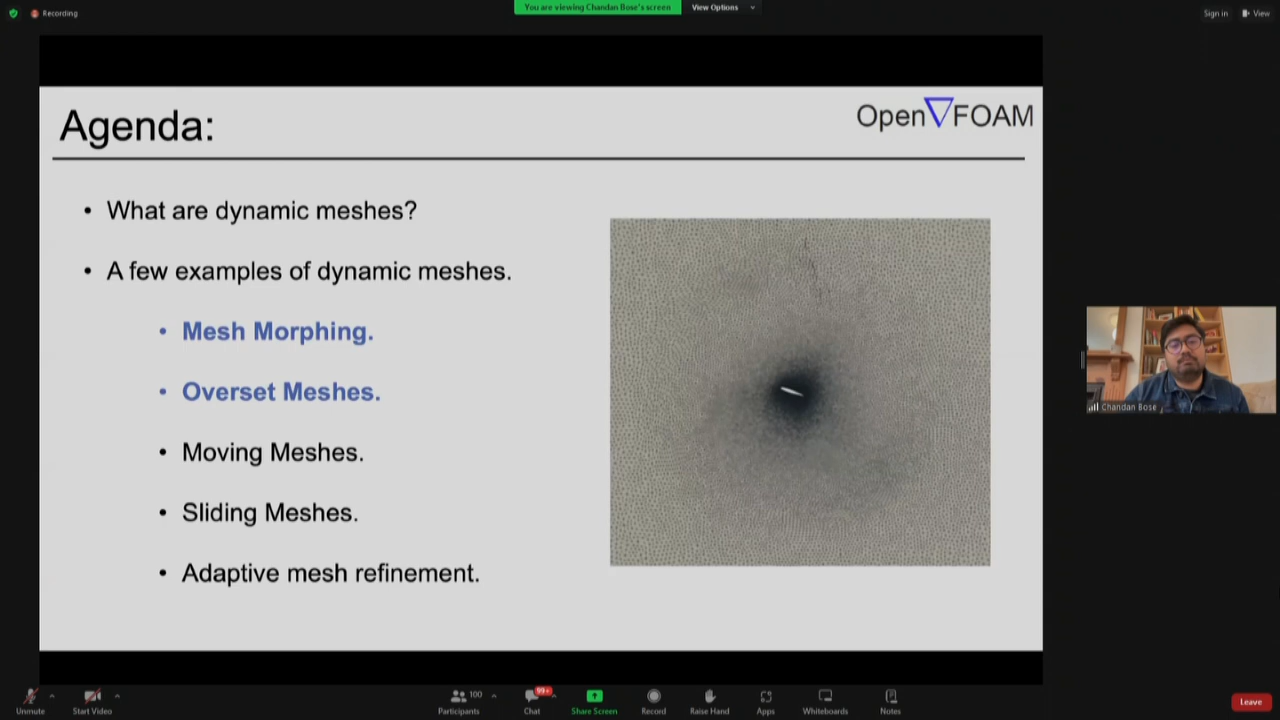 Recording
You are viewing Chandan Bose's screen
View Options
Sign in
View
Agenda:
Open FOAM
• What are dynamic meshes?
• A few examples of dynamic meshes.
• Mesh Morphing.
• Overset Meshes.
• Moving Meshes.
• Sliding Meshes.
• Adaptive mesh refinement.
Chandan Bose
Unmute
Start Video
Participants
100
Chat
99+
Share Screen
Record
Raise Hand
Apps
Whiteboards
Notes
Leave